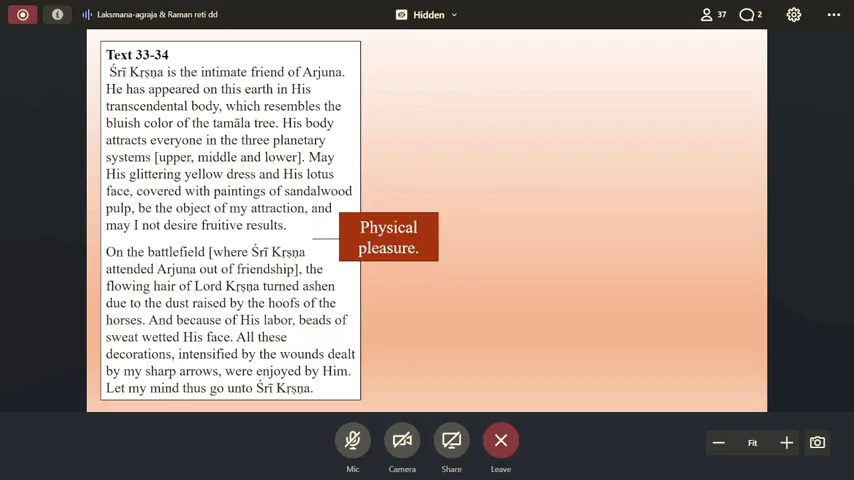 Laksmana-agraja & Raman reti dd
Hidden
37
2
Text 33-34
Śrī Kṛṣṇa is the intimate friend of Arjuna.
He has appeared on this earth in His
transcendental body, which resembles the
bluish color of the tamāla tree. His body
attracts everyone in the three planetary
systems [upper, middle and lower]. May
His glittering yellow dress and His lotus
face, covered with paintings of sandalwood
pulp, be the object of my attraction, and
may I not desire fruitive results.
Physical
pleasure.
On the battlefield [where Śrī Kṛṣṇa
attended Arjuna out of friendship], the
flowing hair of Lord Kṛṣṇa turned ashen
due to the dust raised by the hoofs of the
horses. And because of His labor, beads of
sweat wetted His face. All these
decorations, intensified by the wounds dealt
by my sharp arrows, were enjoyed by Him.
Let my mind thus go unto Śrī Kṛṣṇa.
Mic
Camera
Share
Leave
Fit